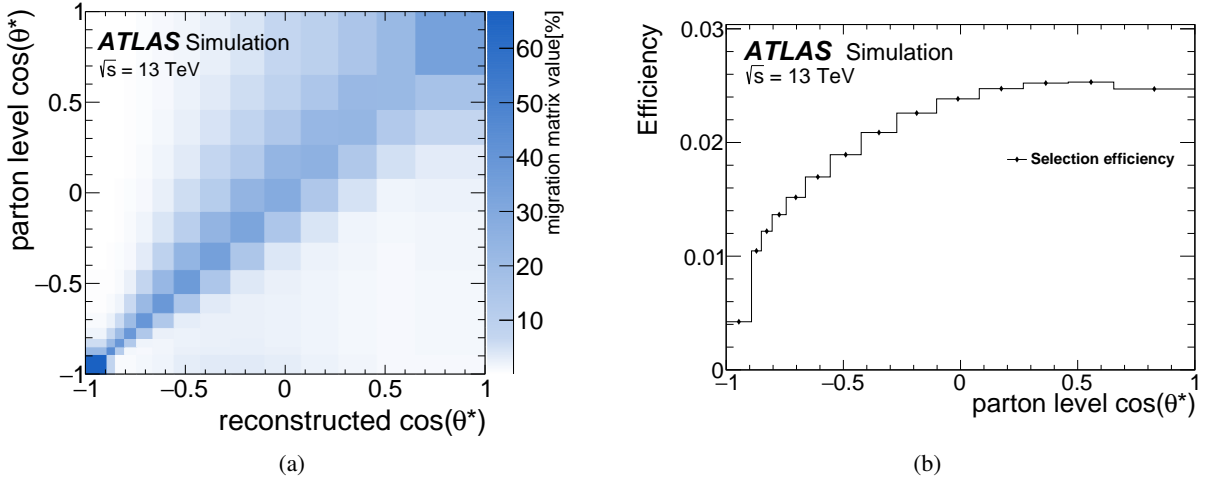 ATLAS Simulation
√s = 13 TeV
parton level cos(θ*)
1
0.5
0
−0.5
−1
−1 −0.5 0 0.5 1
reconstructed cos(θ*)
60
50
40
30
20
10
migration matrix value[%]
(a)
ATLAS Simulation
√s = 13 TeV
Efficiency
0.03
0.02
0.01
0
Selection efficiency
−1 −0.5 0 0.5 1
parton level cos(θ*)
(b)